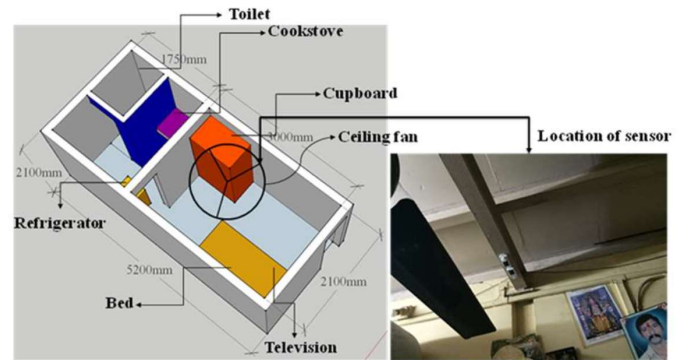 Toilet
Cookstove
1750mm
Cupboard
3000mm
Ceiling fan
Location of sensor
2100mm
Refrigerator
5200mm
2100mm
Bed
Television